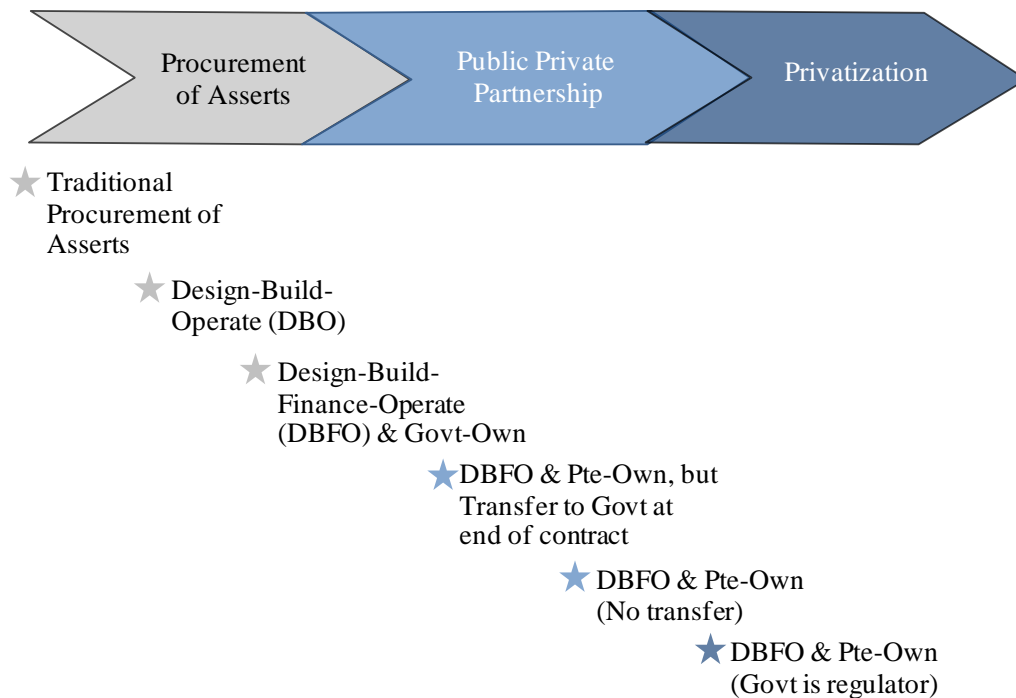 Procurement
of Asserts
Public Private
Partnership
Privatization
Traditional
Procurement of
Asserts
Design-Build-
Operate (DBO)
Design-Build-
Finance-Operate
(DBFO) & Govt-Own
DBFO & Pte-Own, but
Transfer to Govt at
end of contract
DBFO & Pte-Own
(No transfer)
DBFO & Pte-Own
(Govt is regulator)